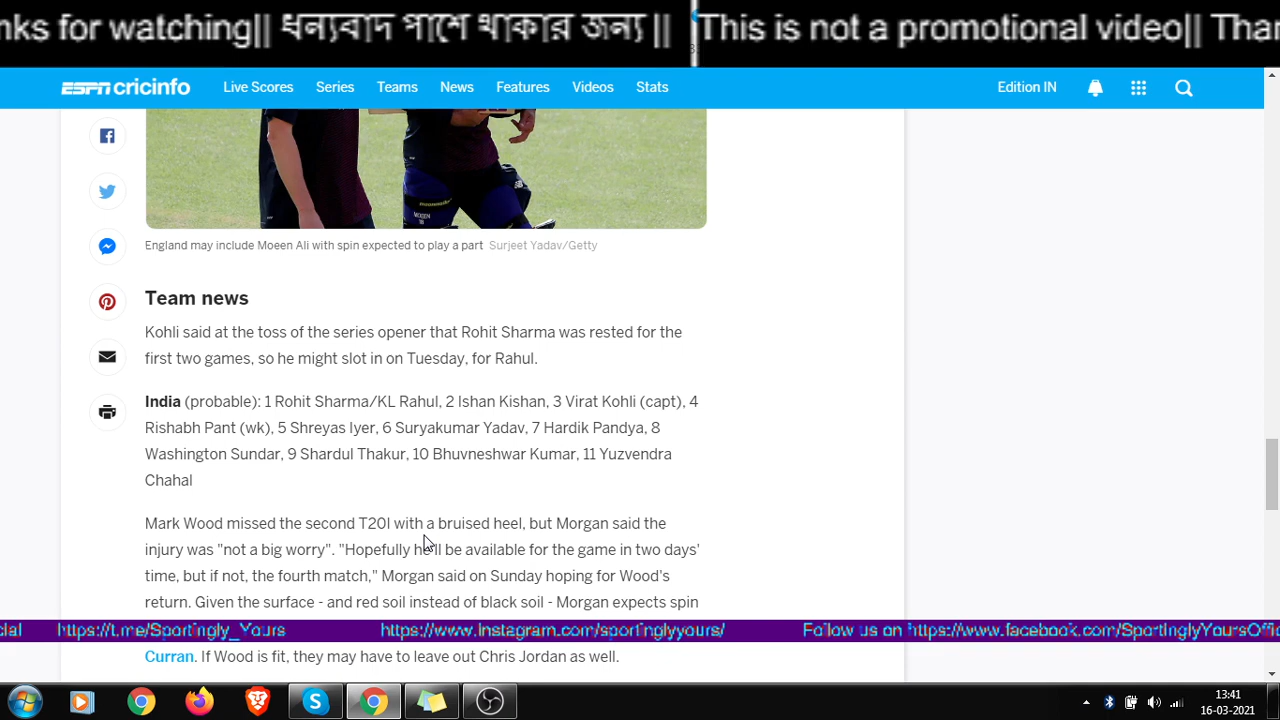 nks for watching|| ধন্যবাদ পাশে থাকার জন্য || This is not a promotional video|| Than
ESPN cricinfo Live Scores Series Teams News Features Videos Stats Edition IN
MOEEN
18
England may include Moeen Ali with spin expected to play a part Surjeet Yadav/Getty
Team news
Kohli said at the toss of the series opener that Rohit Sharma was rested for the
first two games, so he might slot in on Tuesday, for Rahul.
India (probable): 1 Rohit Sharma/KL Rahul, 2 Ishan Kishan, 3 Virat Kohli (capt), 4
Rishabh Pant (wk), 5 Shreyas Iyer, 6 Suryakumar Yadav, 7 Hardik Pandya, 8
Washington Sundar, 9 Shardul Thakur, 10 Bhuvneshwar Kumar, 11 Yuzvendra
Chahal
Mark Wood missed the second T20I with a bruised heel, but Morgan said the
injury was "not a big worry". "Hopefully he'll be available for the game in two days'
time, but if not, the fourth match," Morgan said on Sunday hoping for Wood's
return. Given the surface - and red soil instead of black soil - Morgan expects spin
cial https://t.me/Sportingly_Yours https://www.instagram.com/sportinglyyours/ Follow us on https://www.facebook.com/SportinglyYoursOffic
Curran. If Wood is fit, they may have to leave out Chris Jordan as well.
13:41
16-03-2021